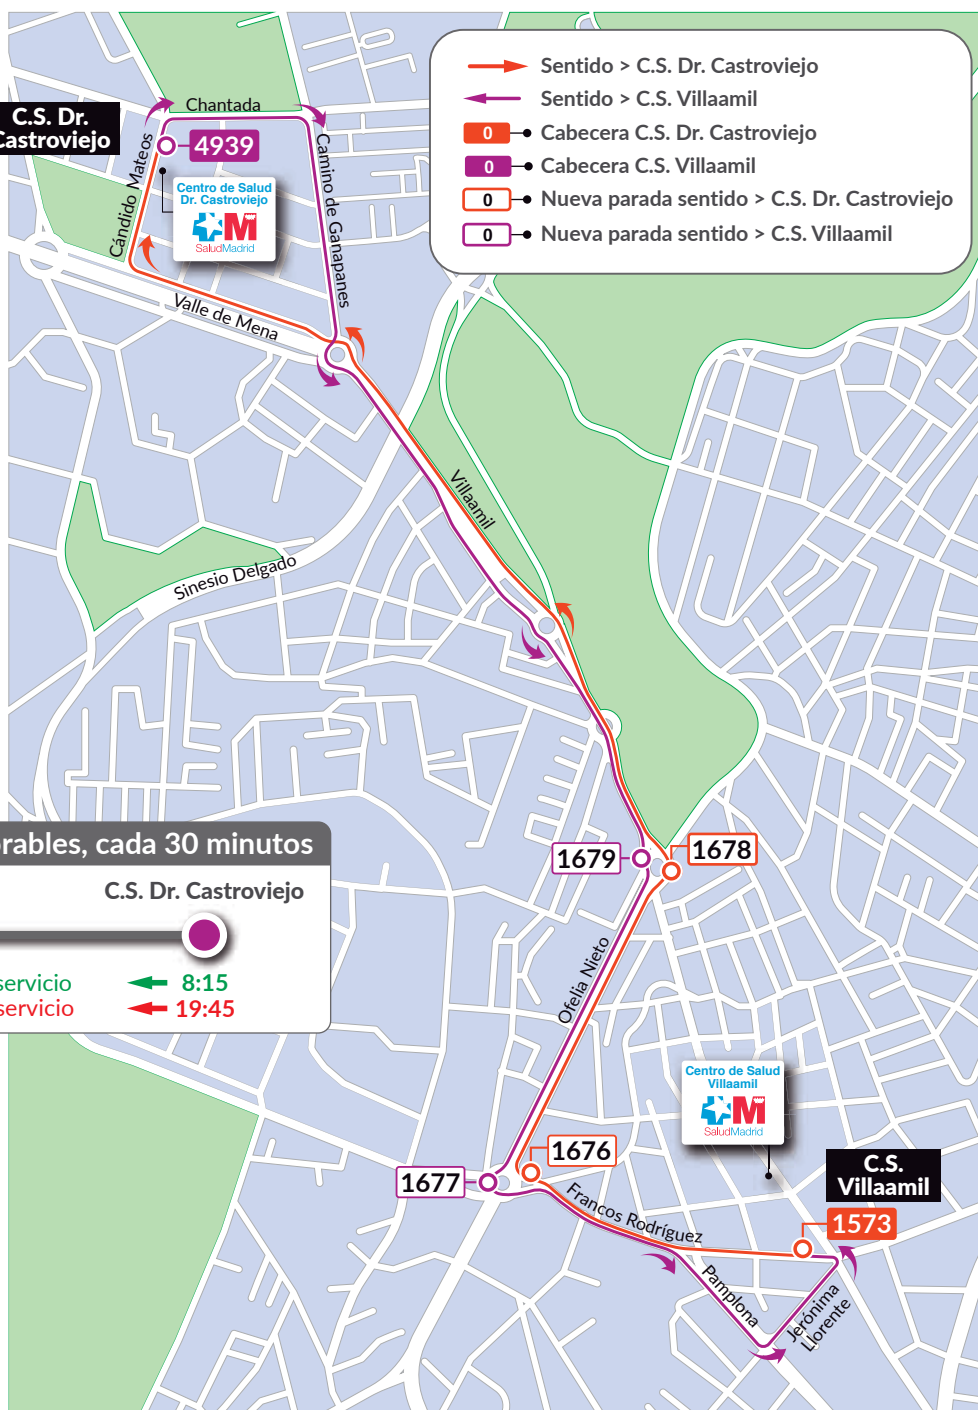 Sentido > C.S. Dr. Castroviejo
Sentido > C.S. Villaamil
0 Cabecera C.S. Dr. Castroviejo
0 Cabecera C.S. Villaamil
0 Nueva parada sentido > C.S. Dr. Castroviejo
0 Nueva parada sentido > C.S. Villaamil
C.S. Dr.
Castroviejo
Chantada
4939
Cándido Mateos
Camino de Ganapanes
Centro de Salud
Dr. Castroviejo
M
SaludMadrid
Valle de Mena
Villaamil
Sinesio Delgado
rables, cada 30 minutos
C.S. Dr. Castroviejo
servicio 8:15
servicio 19:45
1679
1678
Ofelia Nieto
Centro de Salud
Villaamil
M
SaludMadrid
1676
1677
C.S.
Villaamil
1573
Francos Rodríguez
Pamplona
Jerónima
Llorente